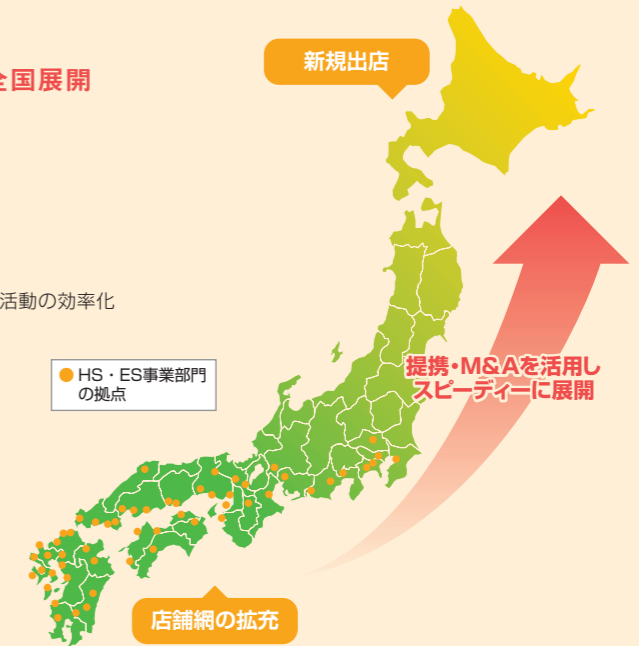 新規出店
全国展開
活動の効率化
HS・ES事業部門
の拠点
提携・M&Aを活用し
スピーディーに展開
店舗網の拡充